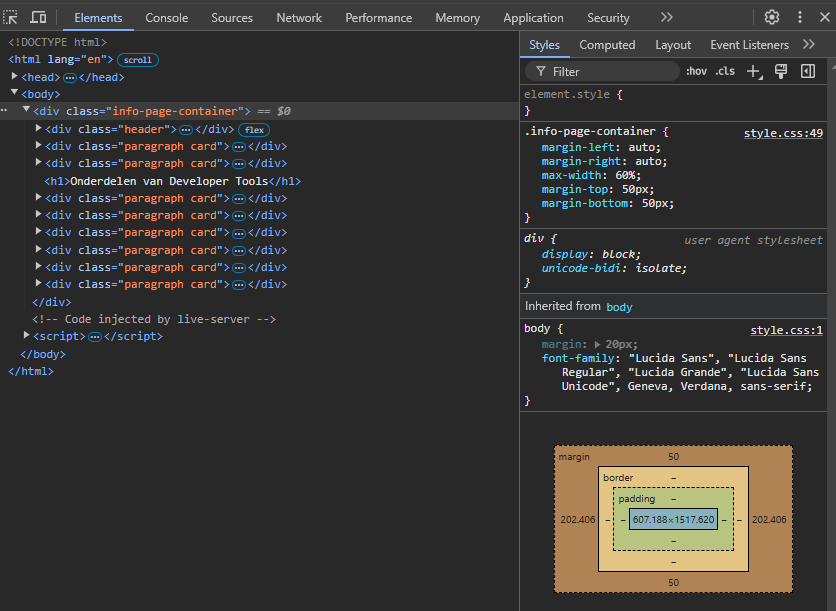 Elements Console Sources Network Performance Memory Application Security
<!DOCTYPE html>
<html lang="en"> scroll
<head> ⋯ </head>
<body>
<div class="info-page-container"> == $0
<div class="header"> ⋯ </div> flex
<div class="paragraph card"> ⋯ </div>
<div class="paragraph card"> ⋯ </div>
<h1>Onderdelen van Developer Tools</h1>
<div class="paragraph card"> ⋯ </div>
<div class="paragraph card"> ⋯ </div>
<div class="paragraph card"> ⋯ </div>
<div class="paragraph card"> ⋯ </div>
<div class="paragraph card"> ⋯ </div>
<div class="paragraph card"> ⋯ </div>
</div>
<!-- Code injected by live-server -->
<script> ⋯ </script>
</body>
</html>
Styles Computed Layout Event Listeners
Filter :hov .cls
element.style {
}
.info-page-container { style.css:49
margin-left: auto;
margin-right: auto;
max-width: 60%;
margin-top: 50px;
margin-bottom: 50px;
}
div { user agent stylesheet
display: block;
unicode-bidi: isolate;
}
Inherited from body
body { style.css:1
margin: 20px;
font-family: "Lucida Sans", "Lucida Sans
Regular", "Lucida Grande", "Lucida Sans
Unicode", Geneva, Verdana, sans-serif;
}
margin 50
border –
padding –
202.406 – – 607.188×1517.620 – – 202.406
–
–
50